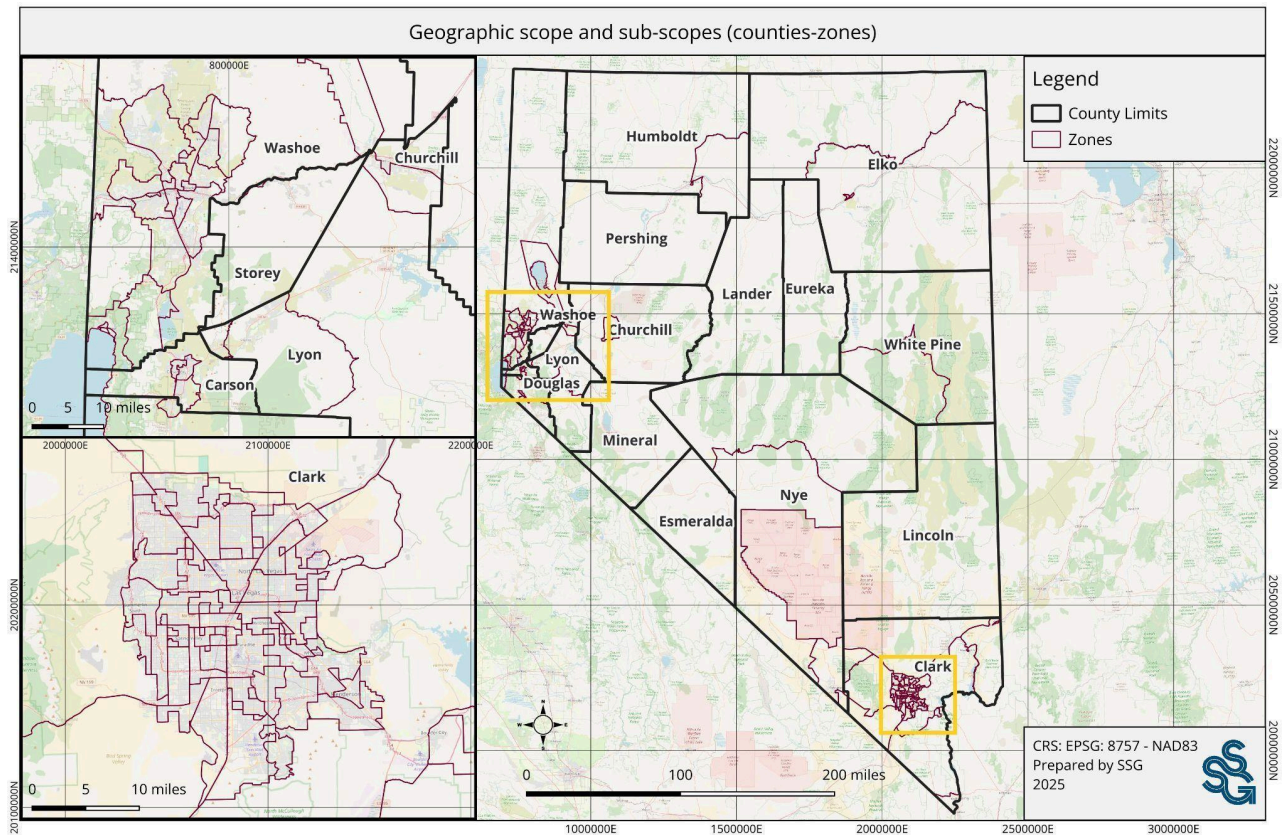 Geographic scope and sub-scopes (counties-zones)
800000E
Washoe
Churchill
2140000N
Storey
Lyon
Carson
0 5 10 miles
2000000E 2100000E 2200000E
Clark
2020000N
0 5 10 miles
2010000N
Humboldt
Elko
Pershing
Lander
Eureka
Washoe
Churchill
Lyon
Douglas
White Pine
Mineral
Nye
Esmeralda
Lincoln
Clark
N
W E
S
0 100 200 miles
1000000E 1500000E 2000000E 2500000E 3000000E
Legend
County Limits
Zones
2200000N
2150000N
2100000N
2050000N
2000000N
CRS: EPSG: 8757 - NAD83
Prepared by SSG
2025
SSG